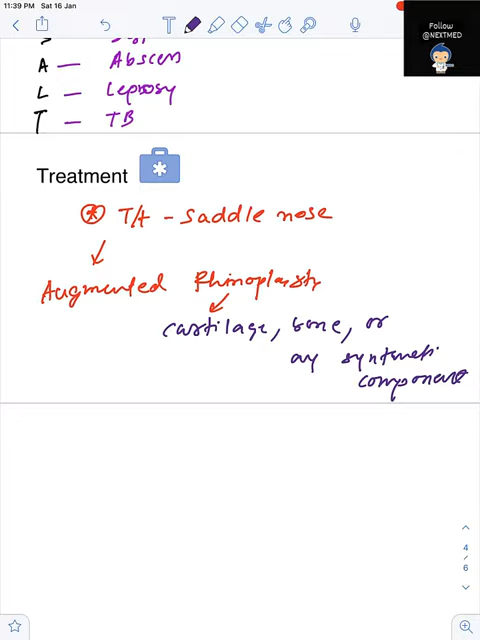 11:39 PM Sat 16 Jan
Follow
@NEXTMED
A — Abscess
L — Leprosy
T — TB
Treatment
T/t - saddle nose
Augmented Rhinoplasty
cartilage, bone, or
any synthetic
component
4
/
6